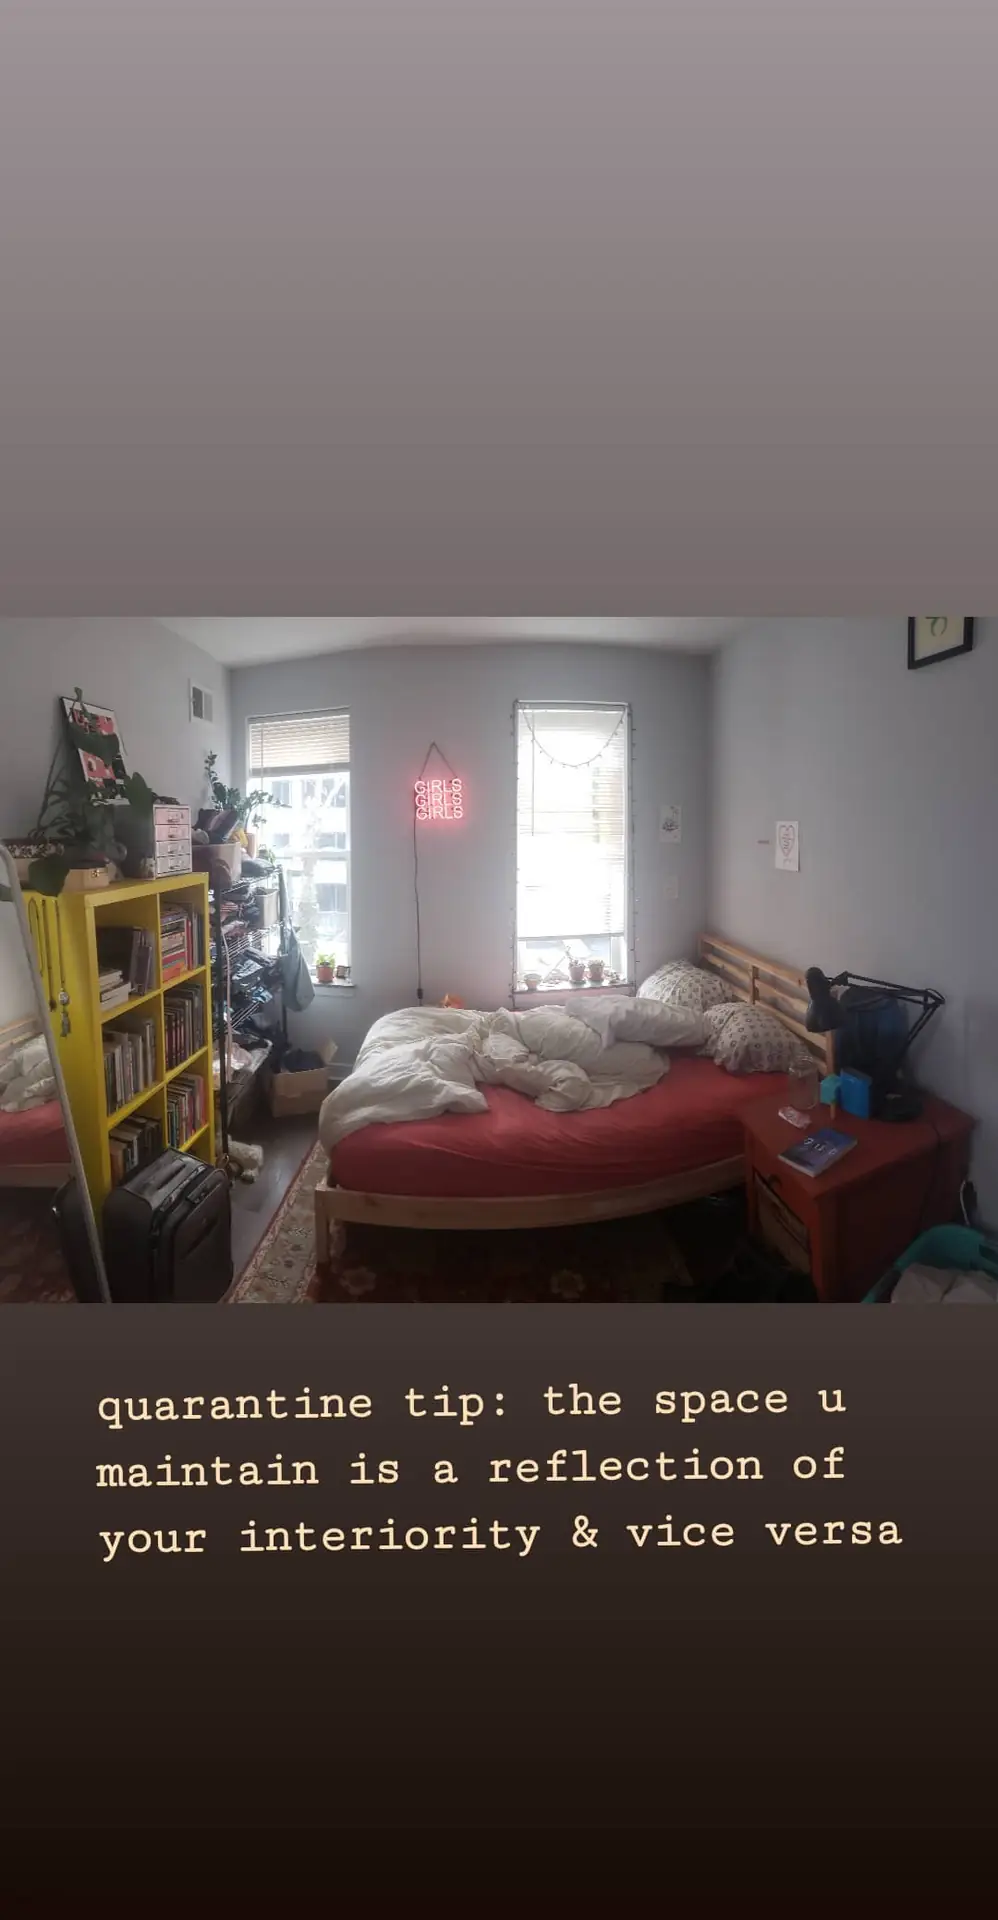 GIRLS
GIRLS
GIRLS
quarantine tip: the space u
maintain is a reflection of
your interiority & vice versa